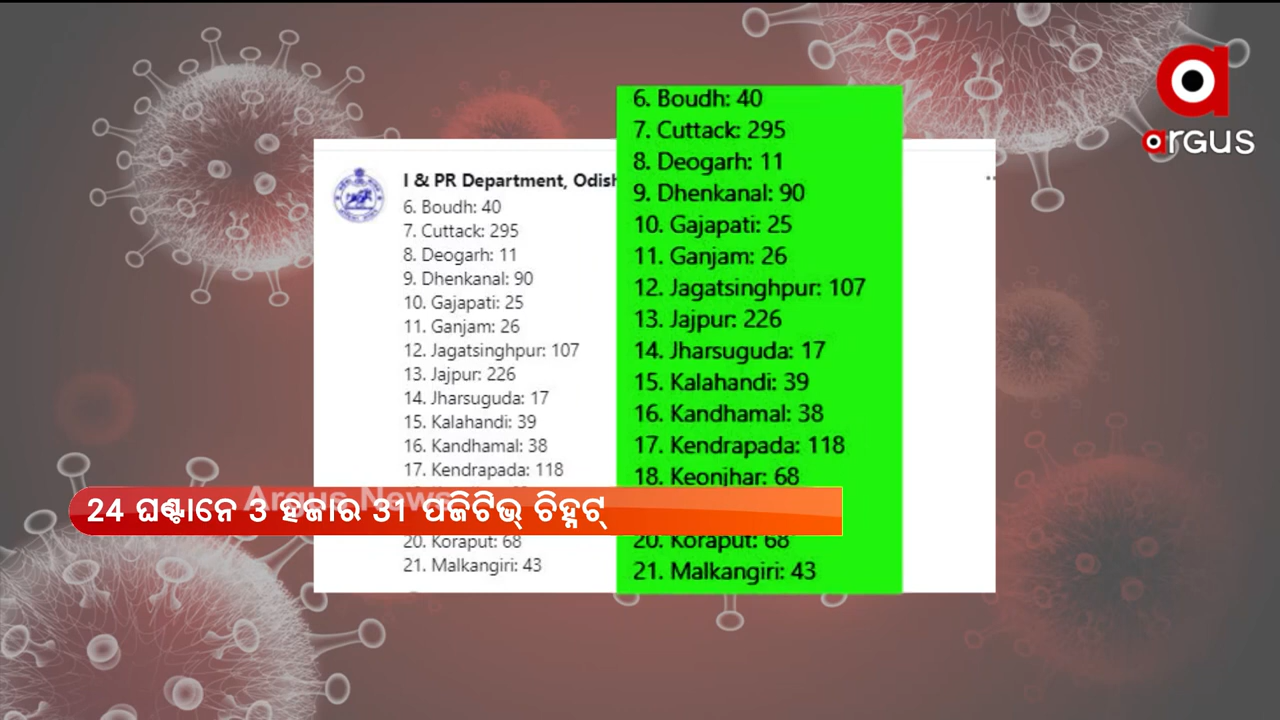 argus
I & PR Department, Odish
6. Boudh: 40
7. Cuttack: 295
8. Deogarh: 11
9. Dhenkanal: 90
10. Gajapati: 25
11. Ganjam: 26
12. Jagatsinghpur: 107
13. Jajpur: 226
14. Jharsuguda: 17
15. Kalahandi: 39
16. Kandhamal: 38
17. Kendrapada: 118
20. Koraput: 68
21. Malkangiri: 43
6. Boudh: 40
7. Cuttack: 295
8. Deogarh: 11
9. Dhenkanal: 90
10. Gajapati: 25
11. Ganjam: 26
12. Jagatsinghpur: 107
13. Jajpur: 226
14. Jharsuguda: 17
15. Kalahandi: 39
16. Kandhamal: 38
17. Kendrapada: 118
18. Keonjhar: 68
20. Koraput: 68
21. Malkangiri: 43
Argus News
24 ଘଣ୍ଟାନେ 3 ହଜାର 31 ପଜିଟିଭ୍ ଚିହ୍ନଟ୍